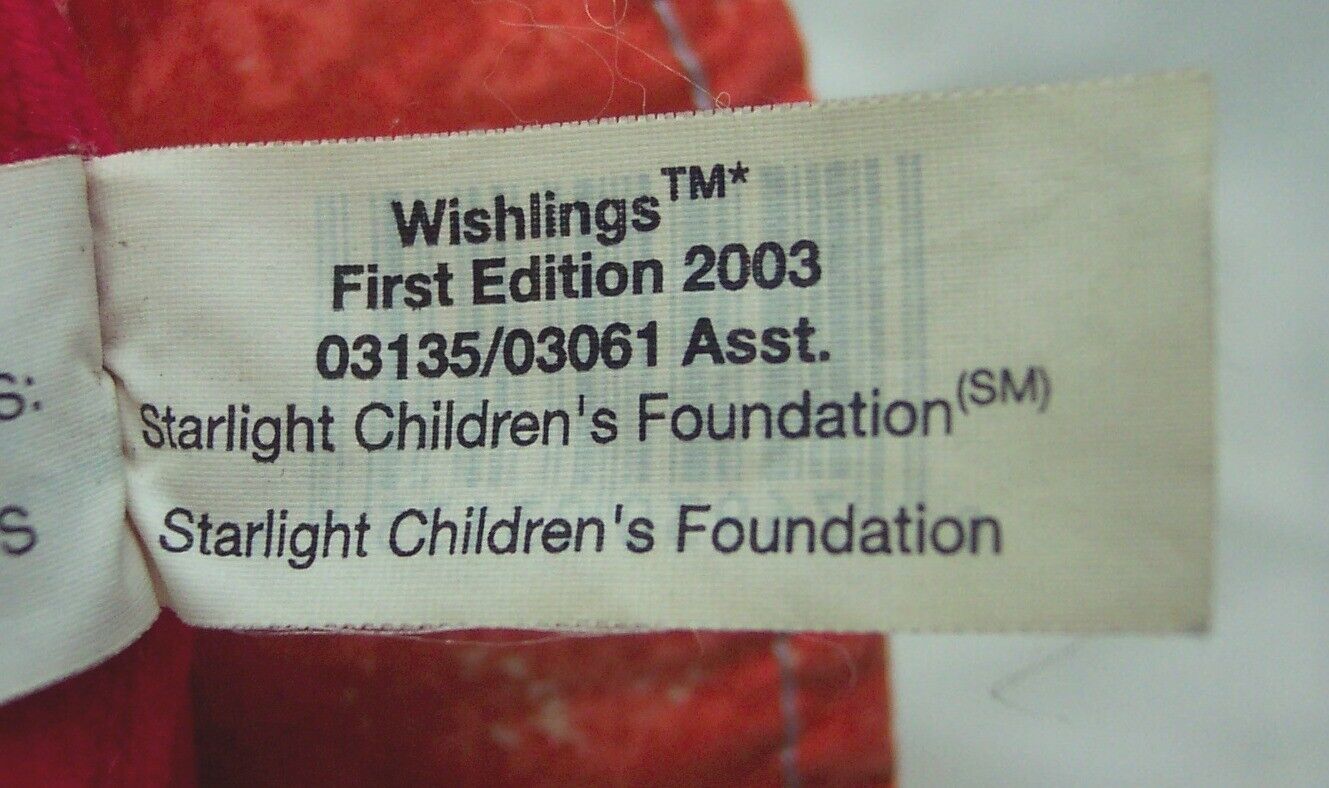 Wishlings™*
First Edition 2003
03135/03061 Asst.
Starlight Children's Foundation(SM)
Starlight Children's Foundation
s:
S